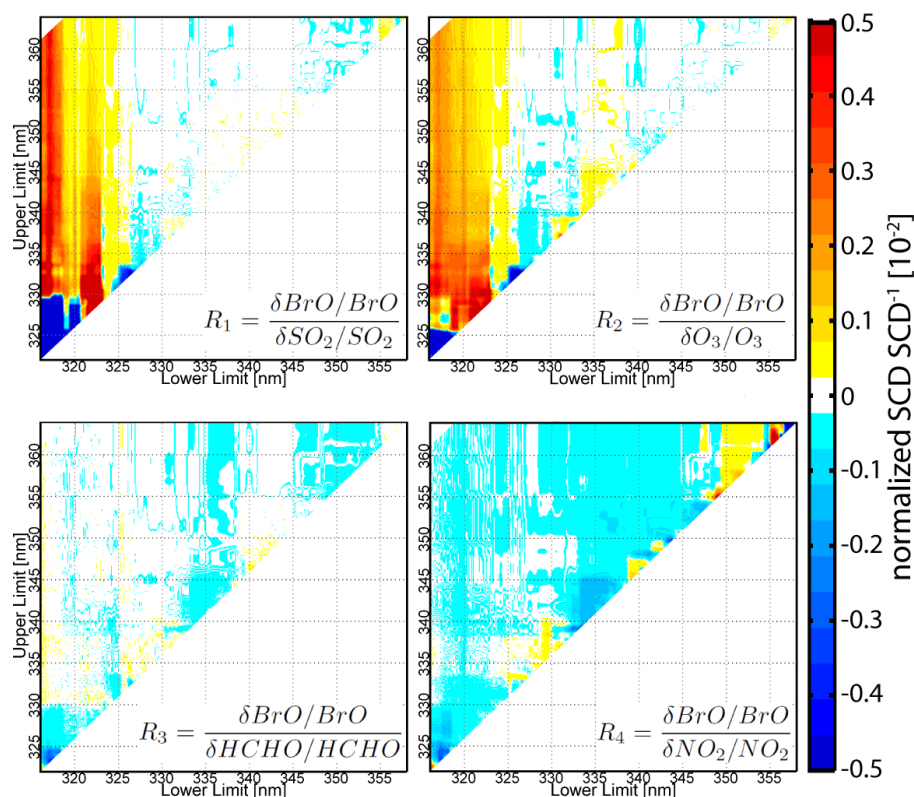 360
355
350
345
340
335
330
325
Upper Limit [nm]
R₁ = δBrO/BrO / δSO₂/SO₂
320 325 330 335 340 345 350 355
Lower Limit [nm]
360
355
350
345
340
335
330
325
R₂ = δBrO/BrO / δO₃/O₃
320 325 330 335 340 345 350 355
Lower Limit [nm]
360
355
350
345
340
335
330
325
Upper Limit [nm]
R₃ = δBrO/BrO / δHCHO/HCHO
320 325 330 335 340 345 350 355
Lower Limit [nm]
360
355
350
345
340
335
330
325
R₄ = δBrO/BrO / δNO₂/NO₂
320 325 330 335 340 345 350 355
Lower Limit [nm]
0.5
0.4
0.3
0.2
0.1
0
-0.1
-0.2
-0.3
-0.4
-0.5
normalized SCD SCD⁻¹ [10⁻²]